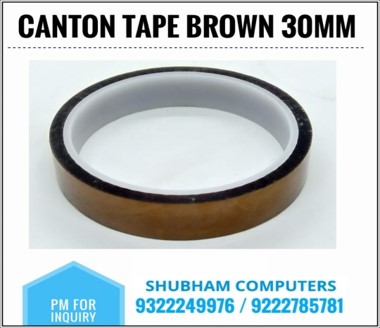 CANTON TAPE BROWN 30MM
PM FOR
INQUIRY
SHUBHAM COMPUTERS
9322249976 / 9222785781